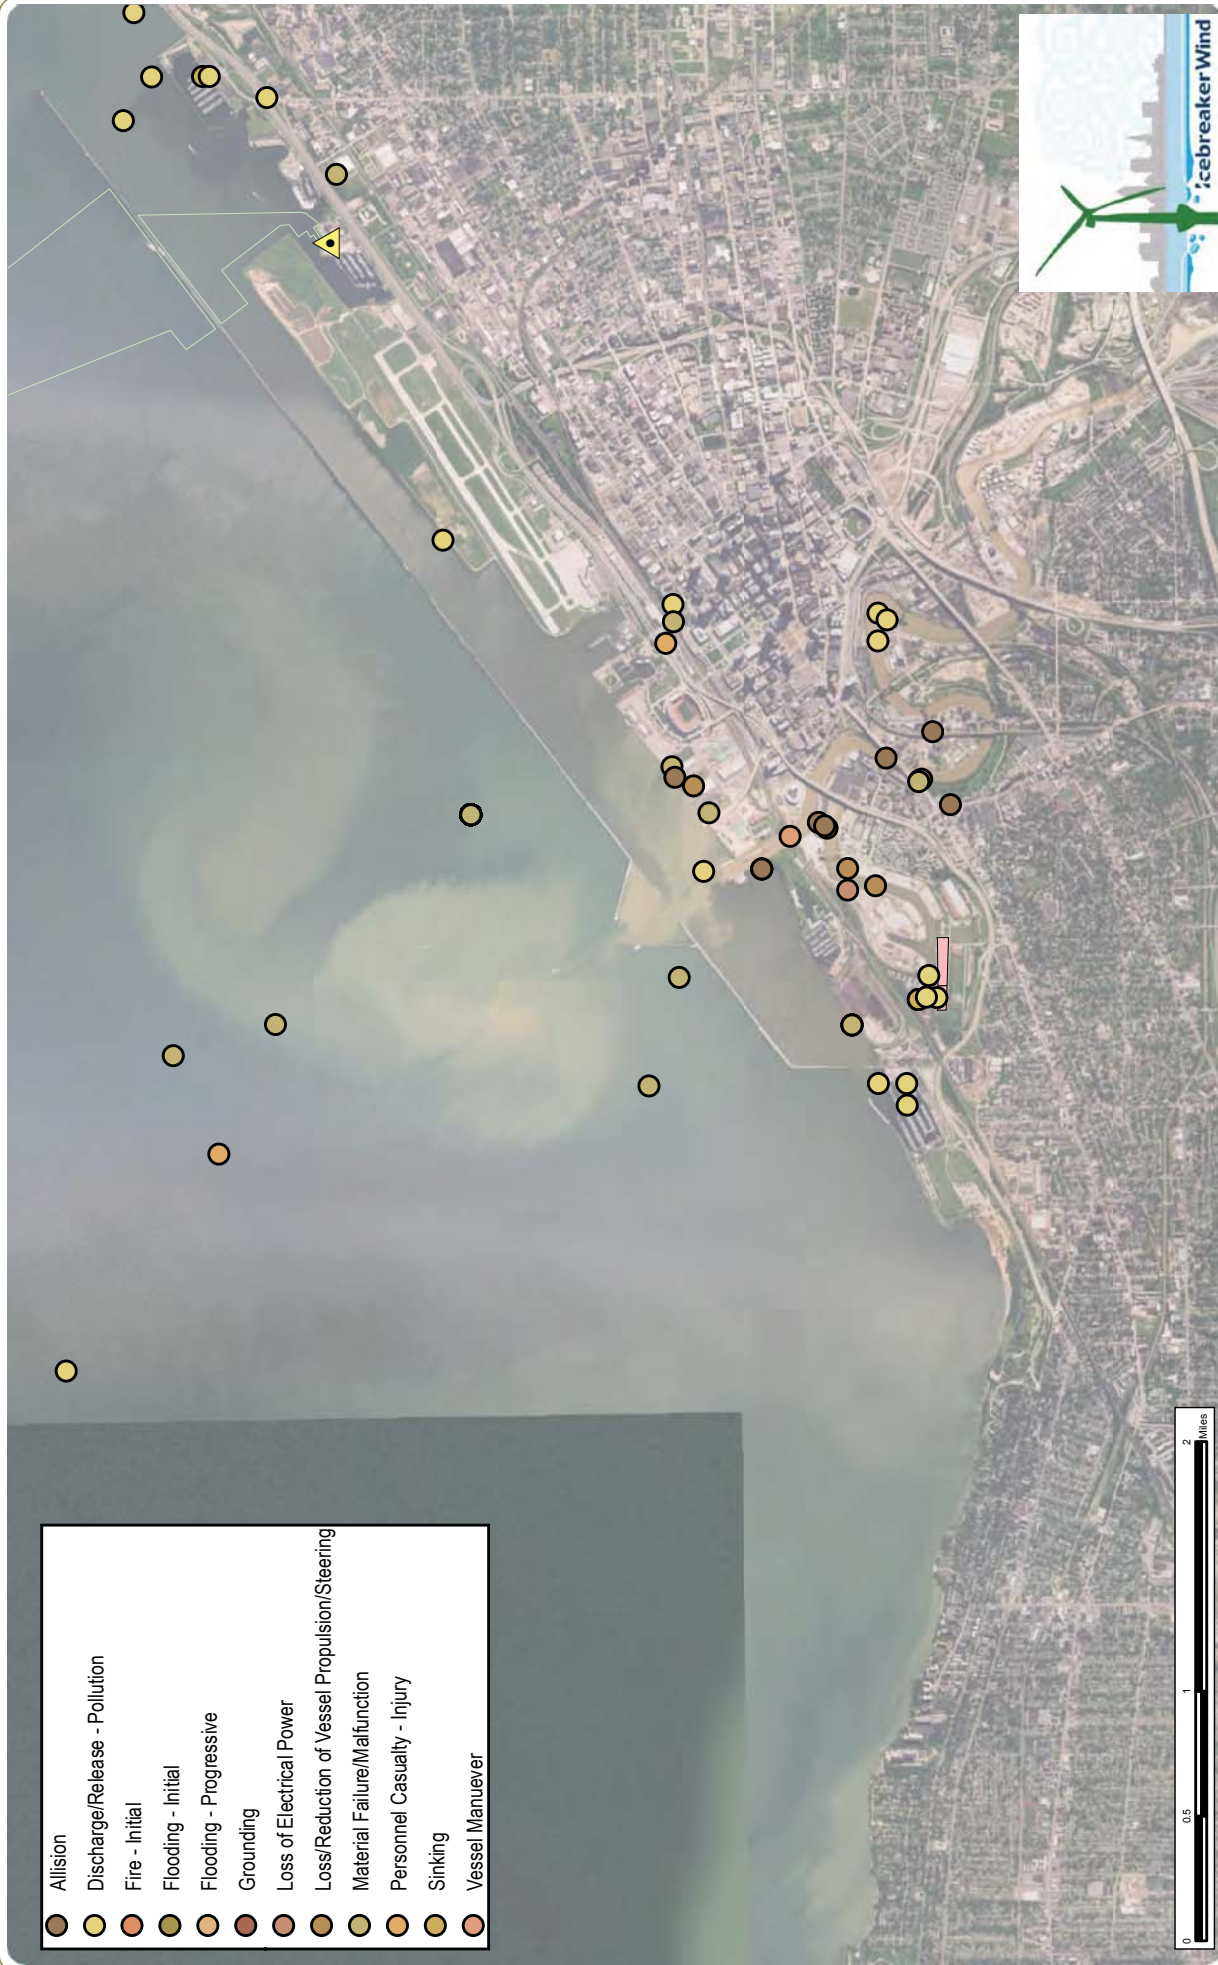 Allision
Discharge/Release - Pollution
Fire - Initial
Flooding - Initial
Flooding - Progressive
Grounding
Loss of Electrical Power
Loss/Reduction of Vessel Propulsion/Steering
Material Failure/Malfunction
Personnel Casualty - Injury
Sinking
Vessel Manuever
0 0.5 1 2
Miles
IcebreakerWind